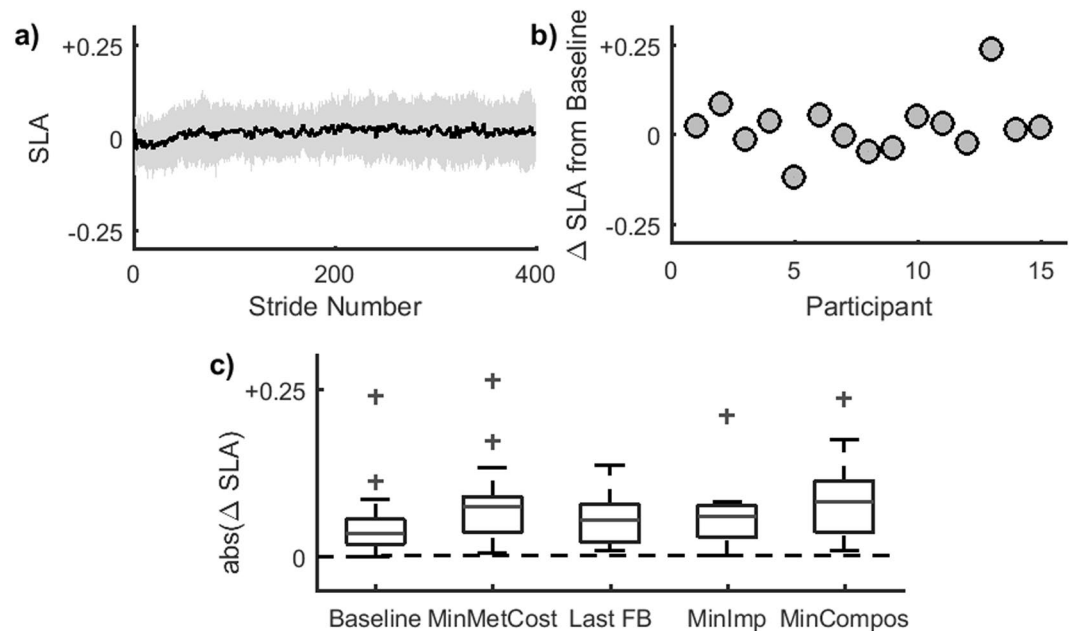 a)
+0.25
SLA
0
-0.25
0 200 400
Stride Number
b)
+0.25
Δ SLA from Baseline
0
-0.25
0 5 10 15
Participant
c)
+0.25
abs(Δ SLA)
0
Baseline MinMetCost Last FB MinImp MinCompos